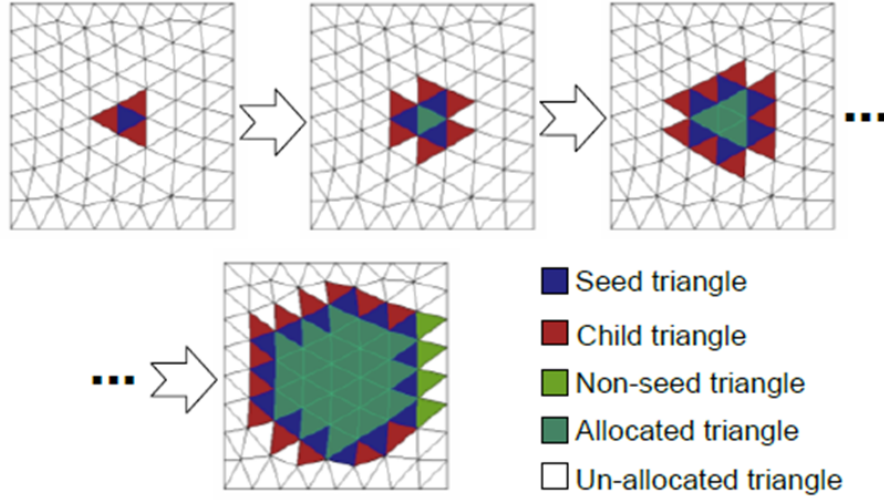 Seed triangle
Child triangle
Non-seed triangle
Allocated triangle
Un-allocated triangle